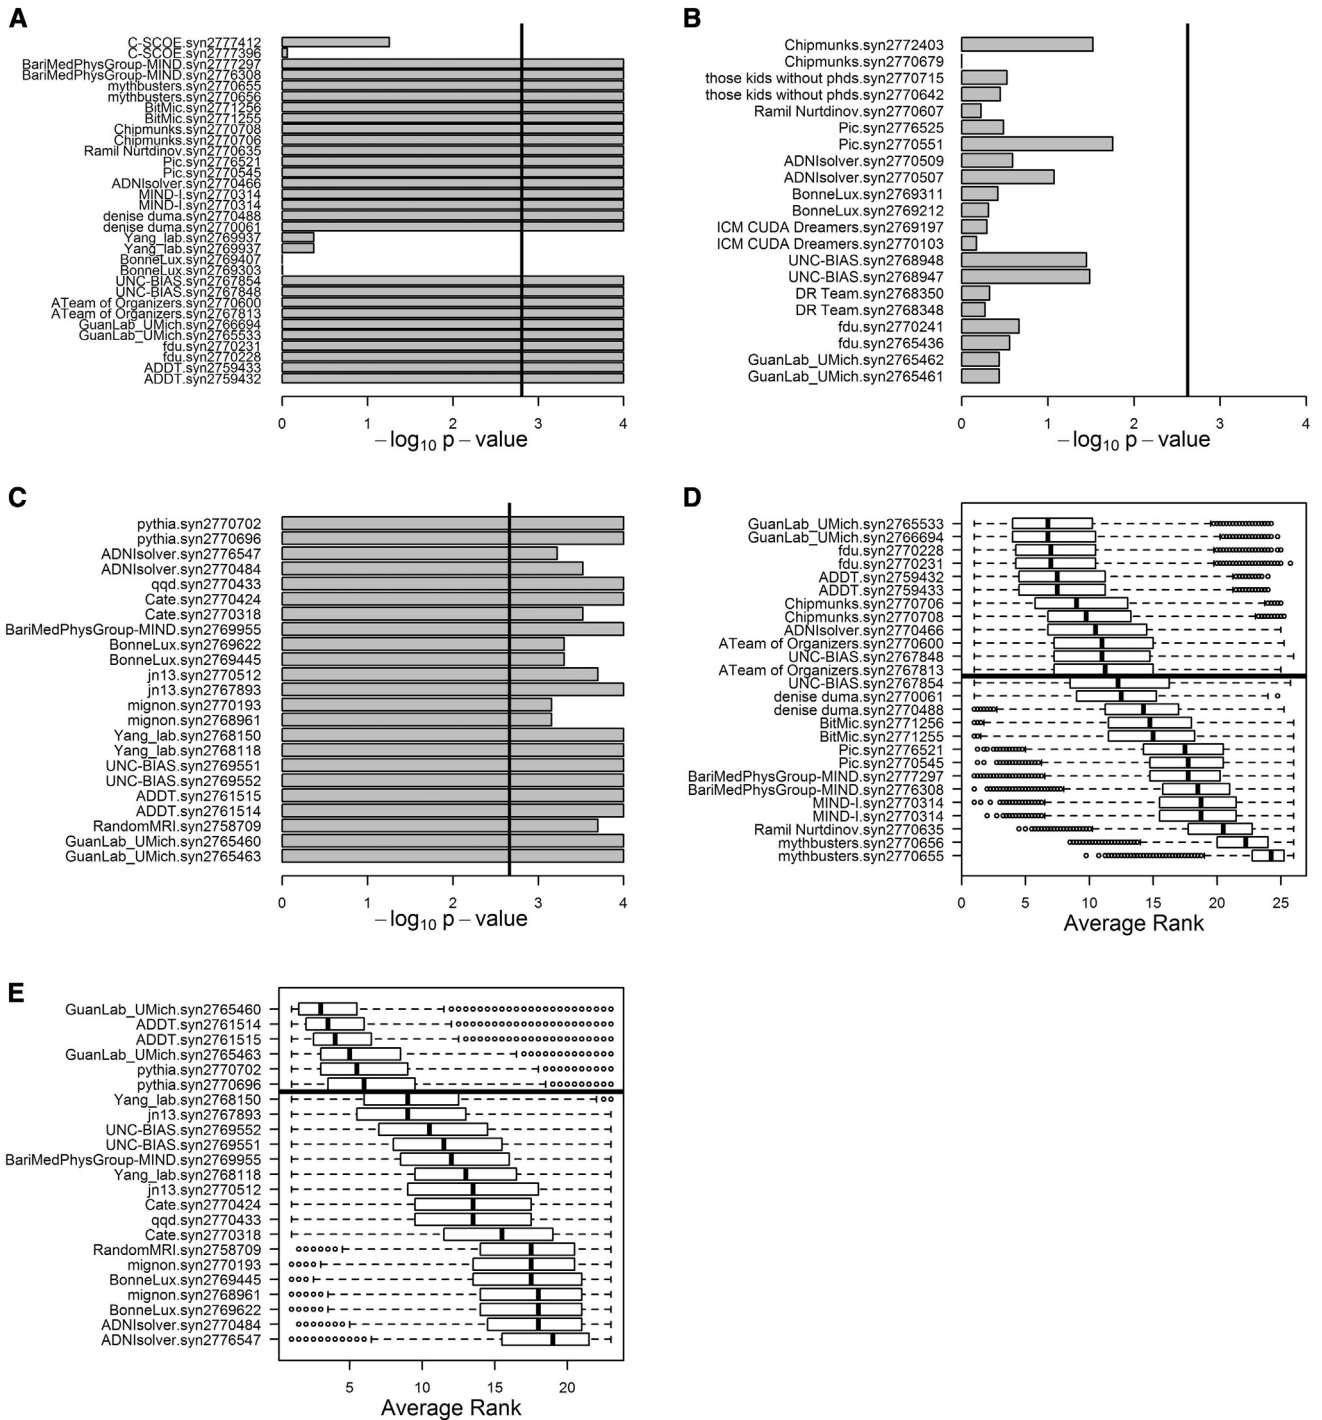 A
C-SCOE.syn2777412
C-SCOE.syn2777396
BariMedPhysGroup-MIND.syn2777297
BariMedPhysGroup-MIND.syn2776308
mythbusters.syn2770655
mythbusters.syn2770656
BitMic.syn2771256
BitMic.syn2771255
Chipmunks.syn2770708
Chipmunks.syn2770706
Ramil Nurtdinov.syn2770635
Pic.syn2776521
Pic.syn2770545
ADNIsolver.syn2770466
MIND-I.syn2770314
MIND-I.syn2770314
denise duma.syn2770488
denise duma.syn2770061
Yang_lab.syn2769937
Yang_lab.syn2769937
BonneLux.syn2769407
BonneLux.syn2769303
UNC-BIAS.syn2767854
UNC-BIAS.syn2767848
ATeam of Organizers.syn2770600
ATeam of Organizers.syn2767813
GuanLab_UMich.syn2766694
GuanLab_UMich.syn2765533
fdu.syn2770231
fdu.syn2770228
ADDT.syn2759433
ADDT.syn2759432
0 1 2 3 4
−log10 p−value
B
Chipmunks.syn2772403
Chipmunks.syn2770679
those kids without phds.syn2770715
those kids without phds.syn2770642
Ramil Nurtdinov.syn2770607
Pic.syn2776525
Pic.syn2770551
ADNIsolver.syn2770509
ADNIsolver.syn2770507
BonneLux.syn2769311
BonneLux.syn2769212
ICM CUDA Dreamers.syn2769197
ICM CUDA Dreamers.syn2770103
UNC-BIAS.syn2768948
UNC-BIAS.syn2768947
DR Team.syn2768350
DR Team.syn2768348
fdu.syn2770241
fdu.syn2765436
GuanLab_UMich.syn2765462
GuanLab_UMich.syn2765461
0 1 2 3 4
−log10 p−value
C
pythia.syn2770702
pythia.syn2770696
ADNIsolver.syn2776547
ADNIsolver.syn2770484
qqd.syn2770433
Cate.syn2770424
Cate.syn2770318
BariMedPhysGroup-MIND.syn2769955
BonneLux.syn2769622
BonneLux.syn2769445
jn13.syn2770512
jn13.syn2767893
mignon.syn2770193
mignon.syn2768961
Yang_lab.syn2768150
Yang_lab.syn2768118
UNC-BIAS.syn2769551
UNC-BIAS.syn2769552
ADDT.syn2761515
ADDT.syn2761514
RandomMRI.syn2758709
GuanLab_UMich.syn2765460
GuanLab_UMich.syn2765463
0 1 2 3 4
−log10 p−value
D
GuanLab_UMich.syn2765533
GuanLab_UMich.syn2766694
fdu.syn2770228
fdu.syn2770231
ADDT.syn2759432
ADDT.syn2759433
Chipmunks.syn2770706
Chipmunks.syn2770708
ADNIsolver.syn2770466
ATeam of Organizers.syn2770600
UNC-BIAS.syn2767848
ATeam of Organizers.syn2767813
UNC-BIAS.syn2767854
denise duma.syn2770061
denise duma.syn2770488
BitMic.syn2771256
BitMic.syn2771255
Pic.syn2776521
Pic.syn2770545
BariMedPhysGroup-MIND.syn2777297
BariMedPhysGroup-MIND.syn2776308
MIND-I.syn2770314
MIND-I.syn2770314
Ramil Nurtdinov.syn2770635
mythbusters.syn2770656
mythbusters.syn2770655
0 5 10 15 20 25
Average Rank
E
GuanLab_UMich.syn2765460
ADDT.syn2761514
ADDT.syn2761515
GuanLab_UMich.syn2765463
pythia.syn2770702
pythia.syn2770696
Yang_lab.syn2768150
jn13.syn2767893
UNC-BIAS.syn2769552
UNC-BIAS.syn2769551
BariMedPhysGroup-MIND.syn2769955
Yang_lab.syn2768118
jn13.syn2770512
Cate.syn2770424
qqd.syn2770433
Cate.syn2770318
RandomMRI.syn2758709
mignon.syn2770193
BonneLux.syn2769445
mignon.syn2768961
BonneLux.syn2769622
ADNIsolver.syn2770484
ADNIsolver.syn2776547
5 10 15 20
Average Rank